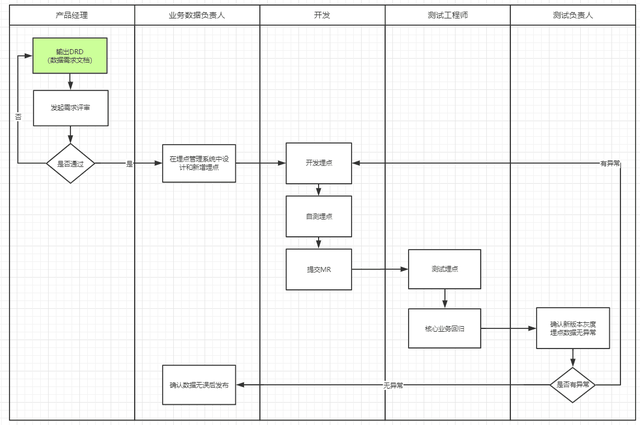 产品经理
业务数据负责人
开发
测试工程师
测试负责人
输出DRD
(数据需求文档)
发起需求评审
否
是否通过
是
在埋点管理系统中设
计和新增埋点
开发埋点
有异常
自测埋点
提交MR
测试埋点
核心业务回归
确认新版本灰度
埋点数据无异常
是否有异常
无异常
确认数据无误后发布